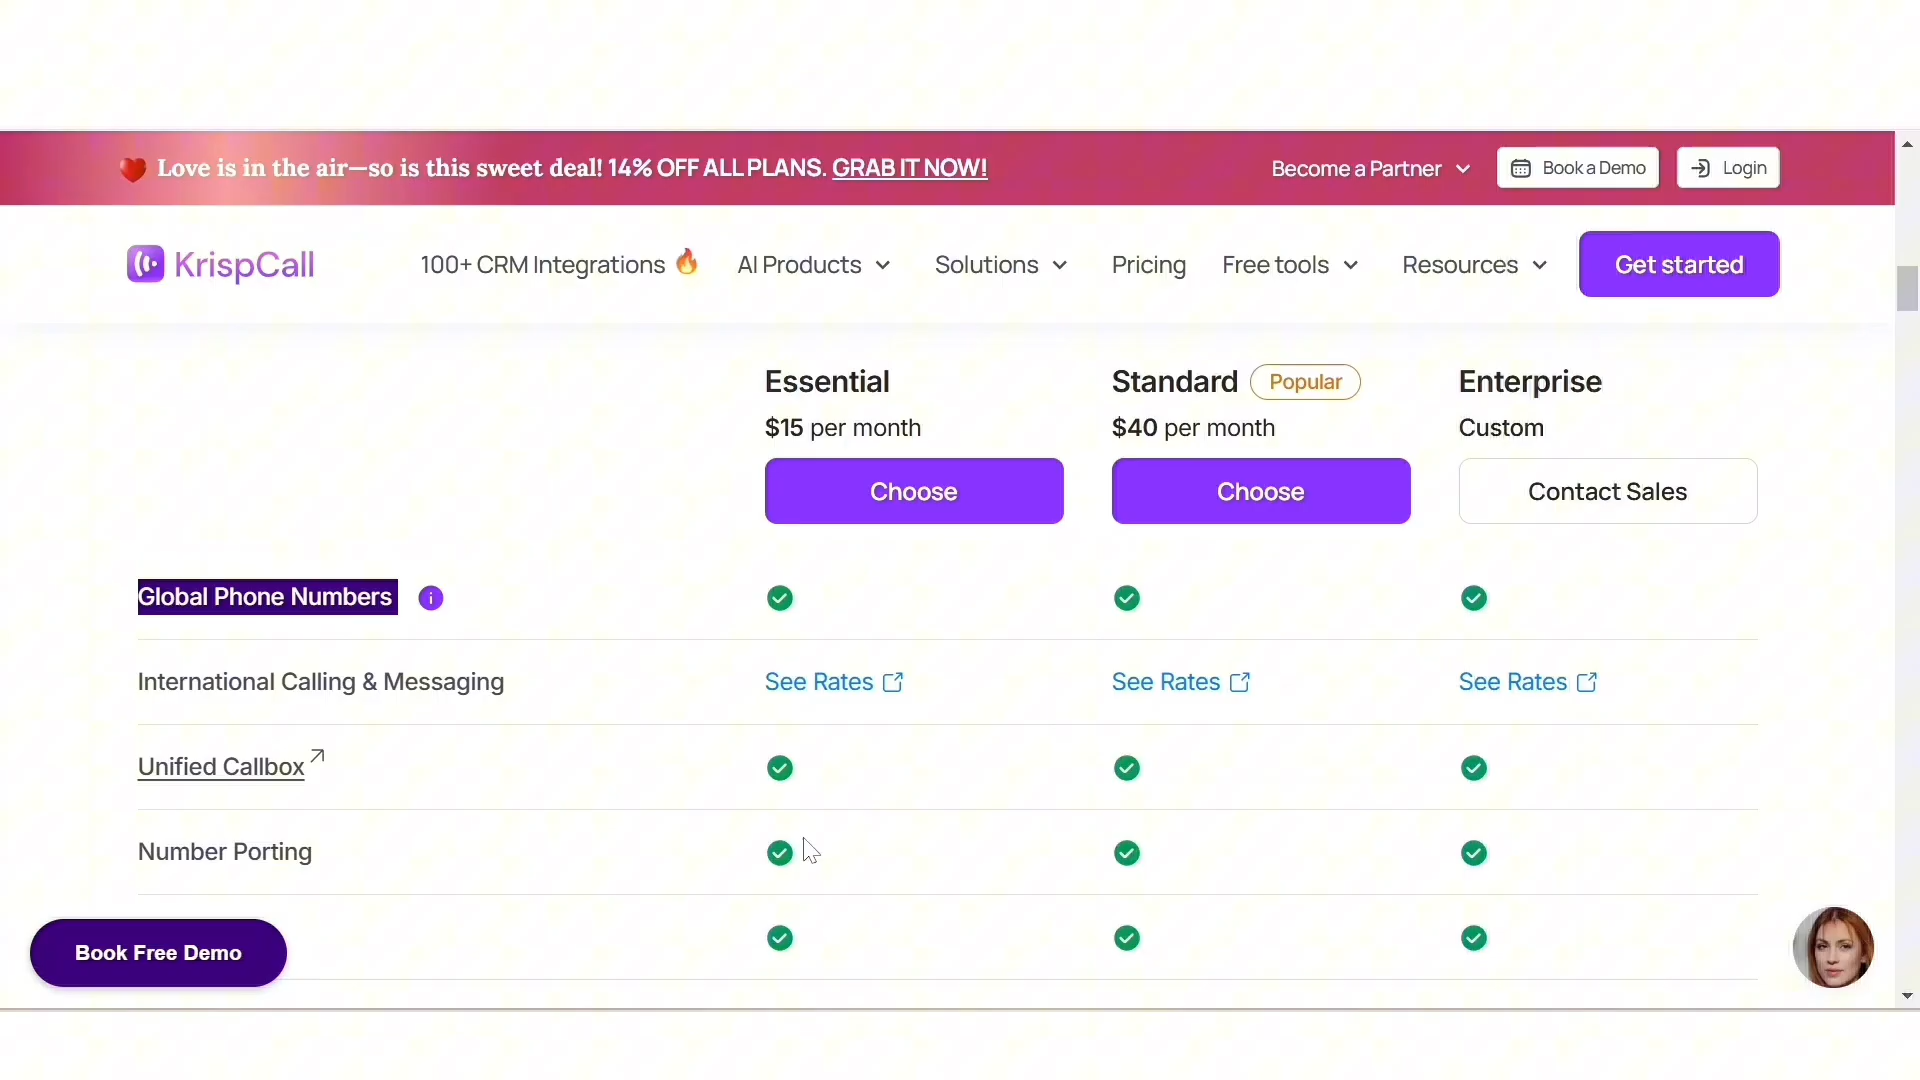 Love is in the air—so is this sweet deal! 14% OFF ALL PLANS. GRAB IT NOW!
Become a Partner
Book a Demo
Login
KrispCall
100+ CRM Integrations
AI Products
Solutions
Pricing
Free tools
Resources
Get started
Essential
Standard
Popular
Enterprise
$15 per month
$40 per month
Custom
Choose
Choose
Contact Sales
Global Phone Numbers
i
International Calling & Messaging
See Rates
See Rates
See Rates
Unified Callbox
Number Porting
Book Free Demo